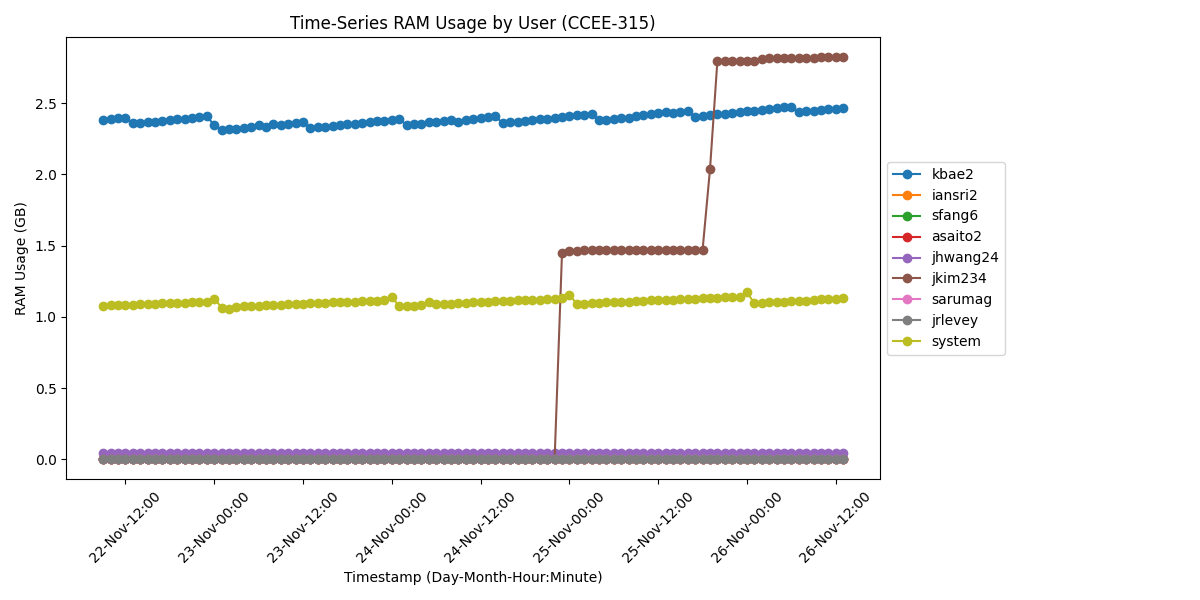 Time-Series RAM Usage by User (CCEE-315)
RAM Usage (GB)
2.5
2.0
1.5
1.0
0.5
0.0
22-Nov-12:00
23-Nov-00:00
23-Nov-12:00
24-Nov-00:00
24-Nov-12:00
25-Nov-00:00
25-Nov-12:00
26-Nov-00:00
26-Nov-12:00
Timestamp (Day-Month-Hour:Minute)
kbae2
iansri2
sfang6
asaito2
jhwang24
jkim234
sarumag
jrlevey
system